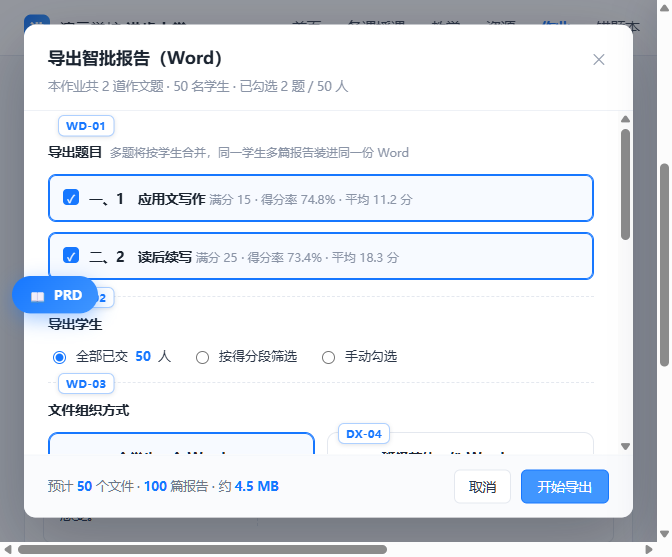 导出智批报告（Word）
本作业共 2 道作文题 · 50 名学生 · 已勾选 2 题 / 50 人
WD-01
导出题目 多题将按学生合并，同一学生多篇报告装进同一份 Word
一、1 应用文写作 满分 15 · 得分率 74.8% · 平均 11.2 分
二、2 读后续写 满分 25 · 得分率 73.4% · 平均 18.3 分
PRD
导出学生
全部已交 50 人 按得分段筛选 手动勾选
WD-03
文件组织方式
DX-04
预计 50 个文件 · 100 篇报告 · 约 4.5 MB
取消 开始导出